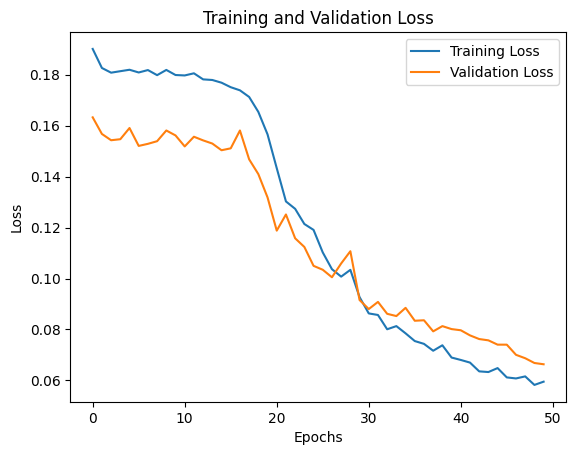 Training and Validation Loss
Training Loss
Validation Loss
Loss
0.18
0.16
0.14
0.12
0.10
0.08
0.06
0
10
20
30
40
50
Epochs